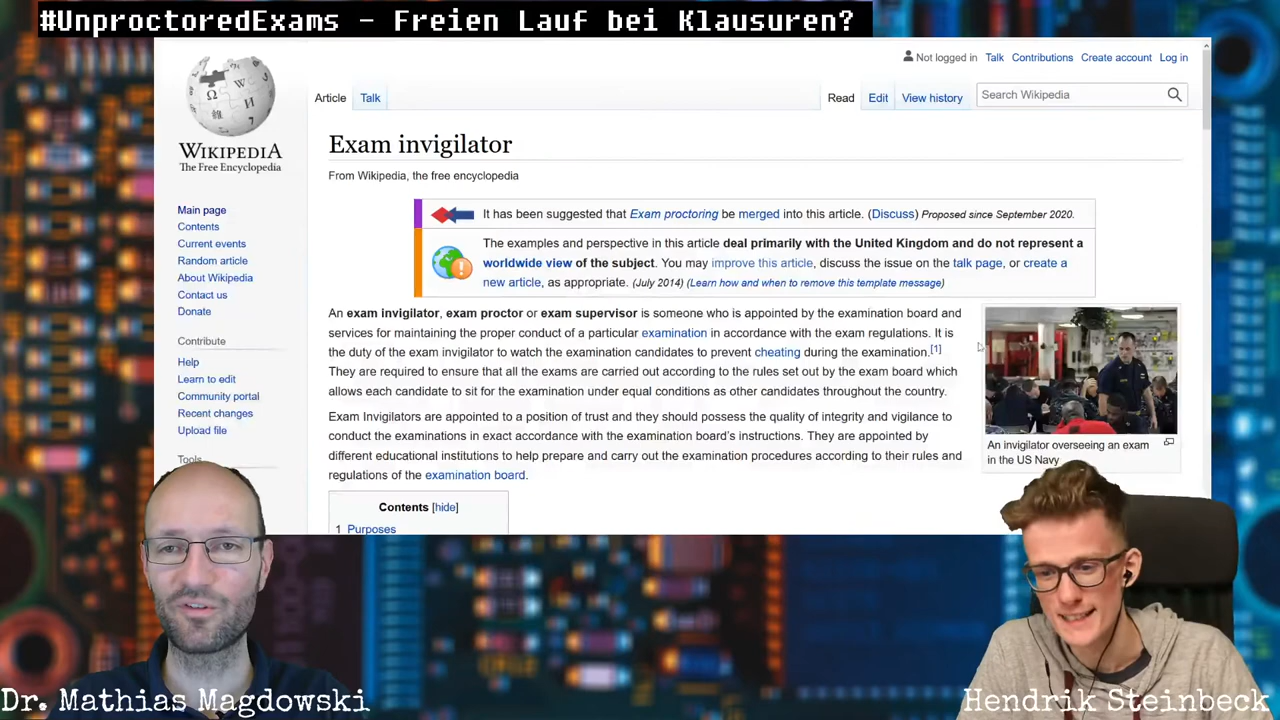 #UnproctoredExams - Freien Lauf bei Klausuren?
Not logged in Talk Contributions Create account Log in
Article Talk Read Edit View history Search Wikipedia
WIKIPEDIA
The Free Encyclopedia
Main page
Contents
Current events
Random article
About Wikipedia
Contact us
Donate
Contribute
Help
Learn to edit
Community portal
Recent changes
Upload file
Tools
Exam invigilator
From Wikipedia, the free encyclopedia
It has been suggested that Exam proctoring be merged into this article. (Discuss) Proposed since September 2020.
The examples and perspective in this article deal primarily with the United Kingdom and do not represent a
worldwide view of the subject. You may improve this article, discuss the issue on the talk page, or create a
new article, as appropriate. (July 2014) (Learn how and when to remove this template message)
An exam invigilator, exam proctor or exam supervisor is someone who is appointed by the examination board and
services for maintaining the proper conduct of a particular examination in accordance with the exam regulations. It is
the duty of the exam invigilator to watch the examination candidates to prevent cheating during the examination.[1]
They are required to ensure that all the exams are carried out according to the rules set out by the exam board which
allows each candidate to sit for the examination under equal conditions as other candidates throughout the country.
Exam Invigilators are appointed to a position of trust and they should possess the quality of integrity and vigilance to
conduct the examinations in exact accordance with the examination board's instructions. They are appointed by
different educational institutions to help prepare and carry out the examination procedures according to their rules and
regulations of the examination board.
An invigilator overseeing an exam
in the US Navy
Contents [hide]
1 Purposes
Dr. Mathias Magdowski
Hendrik Steinbeck